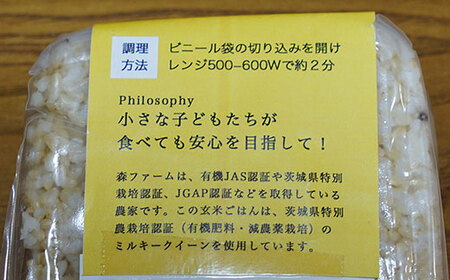 調理
方法
ビニール袋の切り込みを開け
レンジ500-600Wで約２分
Philosophy
小さな子どもたちが
食べても安心を目指して！
森ファームは、有機JAS認証や茨城県特別
栽培認証、JGAP認証などを取得している
農家です。この玄米ごはんは、茨城県特別
栽培認証（有機肥料・減農薬栽培）の
ミルキークイーンを使用しています。